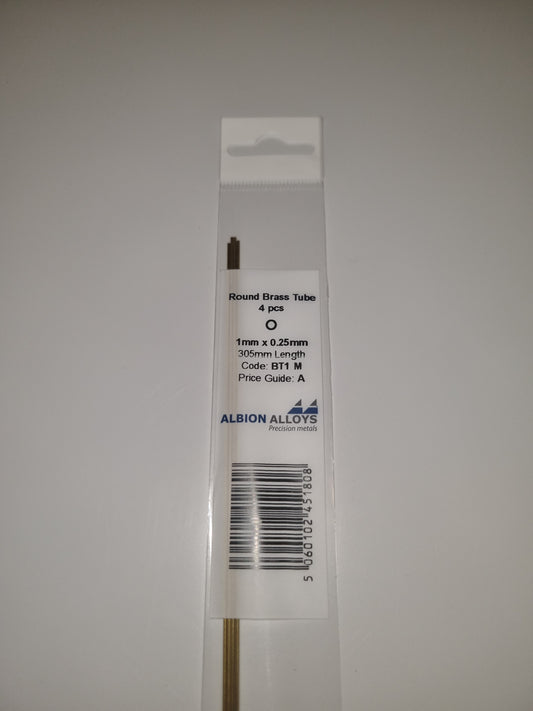 Round Brass Tube
4 pcs
1mm x 0.25mm
305mm Length
Code: BT1 M
Price Guide: A
ALBION ALLOYS
Precision metals
5 060102 451808